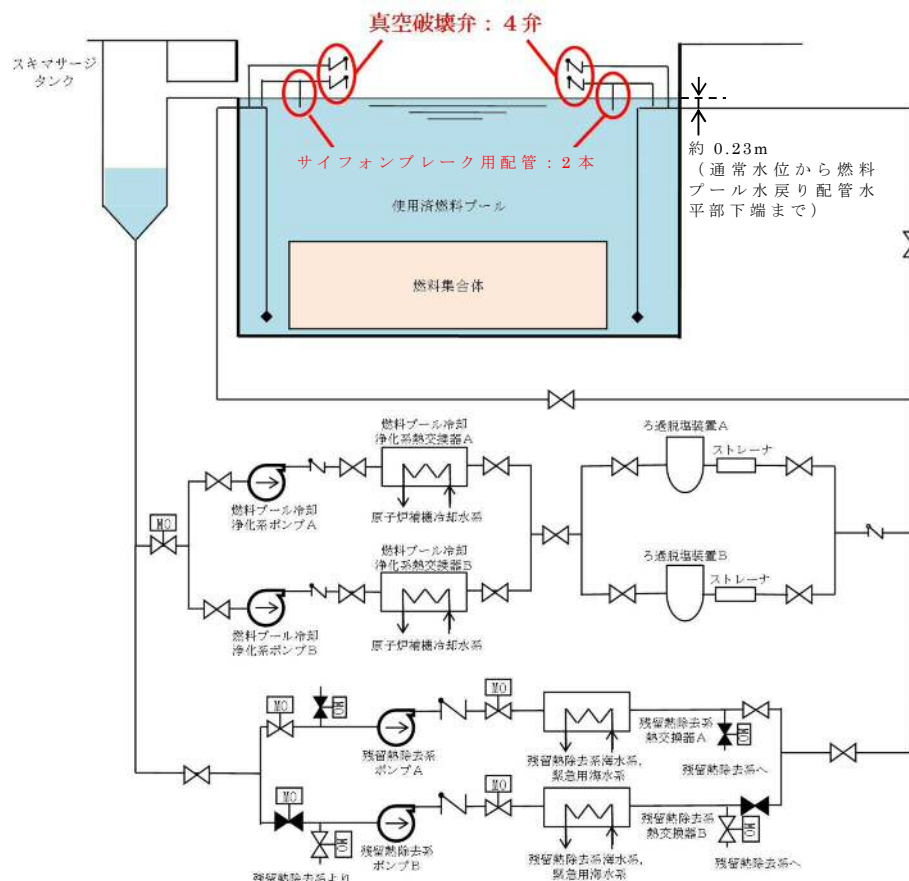 真空破壊弁：４弁
スキマサージ
タンク
サイフォンブレーク用配管：２本
約 0.23m
（通常水位から燃料
プール水戻り配管水
平部下端まで）
使用済燃料プール
燃料集合体
燃料プール冷却
浄化系熱交換器A
ろ過脱塩装置A
ストレーナ
MO
燃料プール冷却
浄化系ポンプA
原子炉補機冷却水系
燃料プール冷却
浄化系熱交換器B
ろ過脱塩装置B
ストレーナ
燃料プール冷却
浄化系ポンプB
原子炉補機冷却水系
MO
MO
MO
残留熱除去系
熱交換器A
MO
残留熱除去系
ポンプA
残留熱除去系海水系，
緊急用海水系
残留熱除去系へ
MO
MO
MO
残留熱除去系
熱交換器B
MO
残留熱除去系
ポンプB
残留熱除去系海水系，
緊急用海水系
残留熱除去系へ
残留熱除去系より